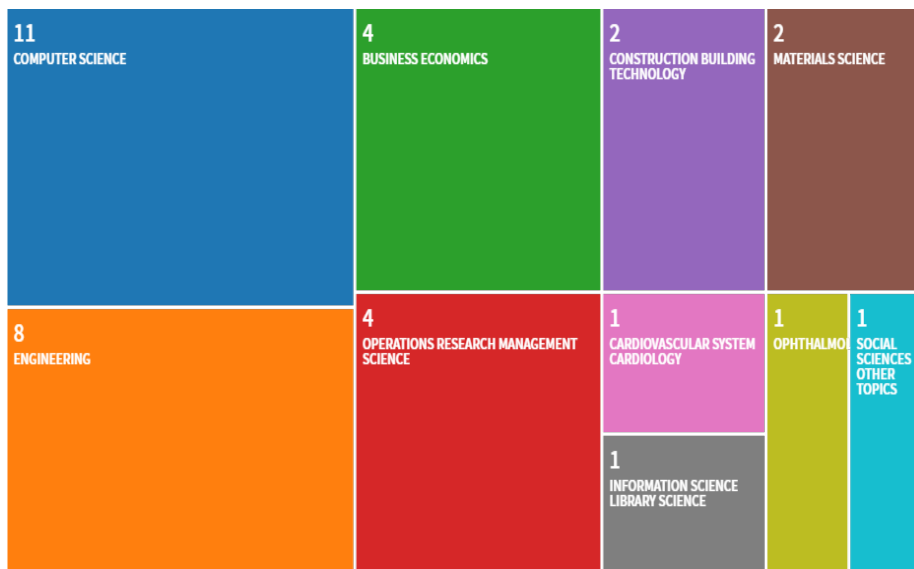 11
COMPUTER SCIENCE
4
BUSINESS ECONOMICS
2
CONSTRUCTION BUILDING
TECHNOLOGY
2
MATERIALS SCIENCE
8
ENGINEERING
4
OPERATIONS RESEARCH MANAGEMENT
SCIENCE
1
CARDIOVASCULAR SYSTEM
CARDIOLOGY
1
INFORMATION SCIENCE
LIBRARY SCIENCE
1
OPHTHALMO
1
SOCIAL
SCIENCES
OTHER
TOPICS